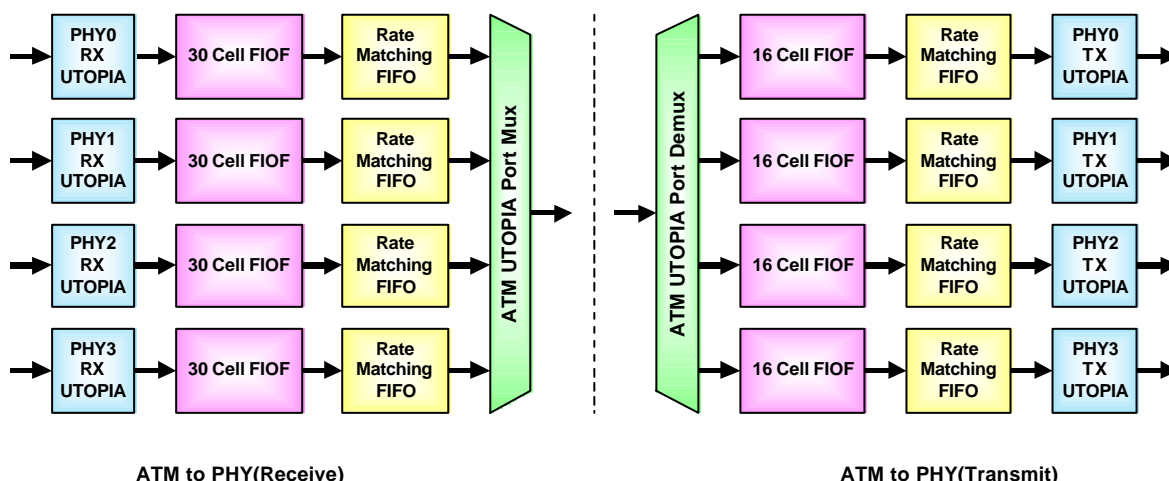 PHY0
RX
UTOPIA
30 Cell FIOF
Rate
Matching
FIFO
PHY1
RX
UTOPIA
30 Cell FIOF
Rate
Matching
FIFO
PHY2
RX
UTOPIA
30 Cell FIOF
Rate
Matching
FIFO
PHY3
RX
UTOPIA
30 Cell FIOF
Rate
Matching
FIFO
ATM UTOPIA Port Mux
ATM to PHY(Receive)
ATM UTOPIA Port Demux
16 Cell FIOF
Rate
Matching
FIFO
PHY0
TX
UTOPIA
16 Cell FIOF
Rate
Matching
FIFO
PHY1
TX
UTOPIA
16 Cell FIOF
Rate
Matching
FIFO
PHY2
TX
UTOPIA
16 Cell FIOF
Rate
Matching
FIFO
PHY3
TX
UTOPIA
ATM to PHY(Transmit)